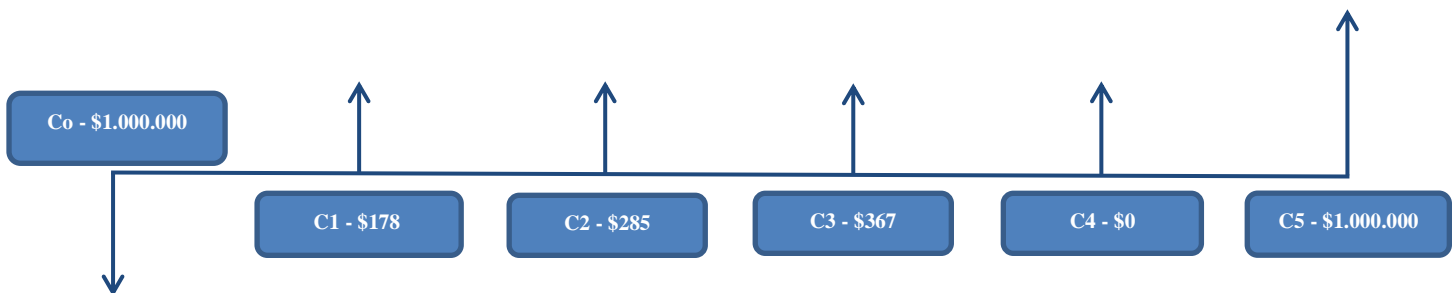 Co - $1.000.000
C1 - $178
C2 - $285
C3 - $367
C4 - $0
C5 - $1.000.000